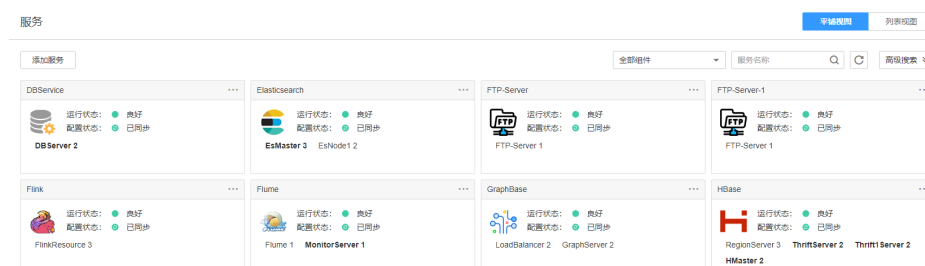 服务
平铺视图 列表视图
添加服务 全部组件 服务名称 高级搜索
DBService Elasticsearch FTP-Server FTP-Server-1
运行状态： 良好 运行状态： 良好 运行状态： 良好 运行状态： 良好
配置状态： 已同步 配置状态： 已同步 配置状态： 已同步 配置状态： 已同步
DBServer 2 EsMaster 3 EsNode1 2 FTP-Server 1 FTP-Server 1
Flink Flume GraphBase HBase
运行状态： 良好 运行状态： 良好 运行状态： 良好 运行状态： 良好
配置状态： 已同步 配置状态： 已同步 配置状态： 已同步 配置状态： 已同步
FlinkResource 3 Flume 1 MonitorServer 1 LoadBalancer 2 GraphServer 2 RegionServer 3 ThriftServer 2 Thrift1Server 2
HMaster 2